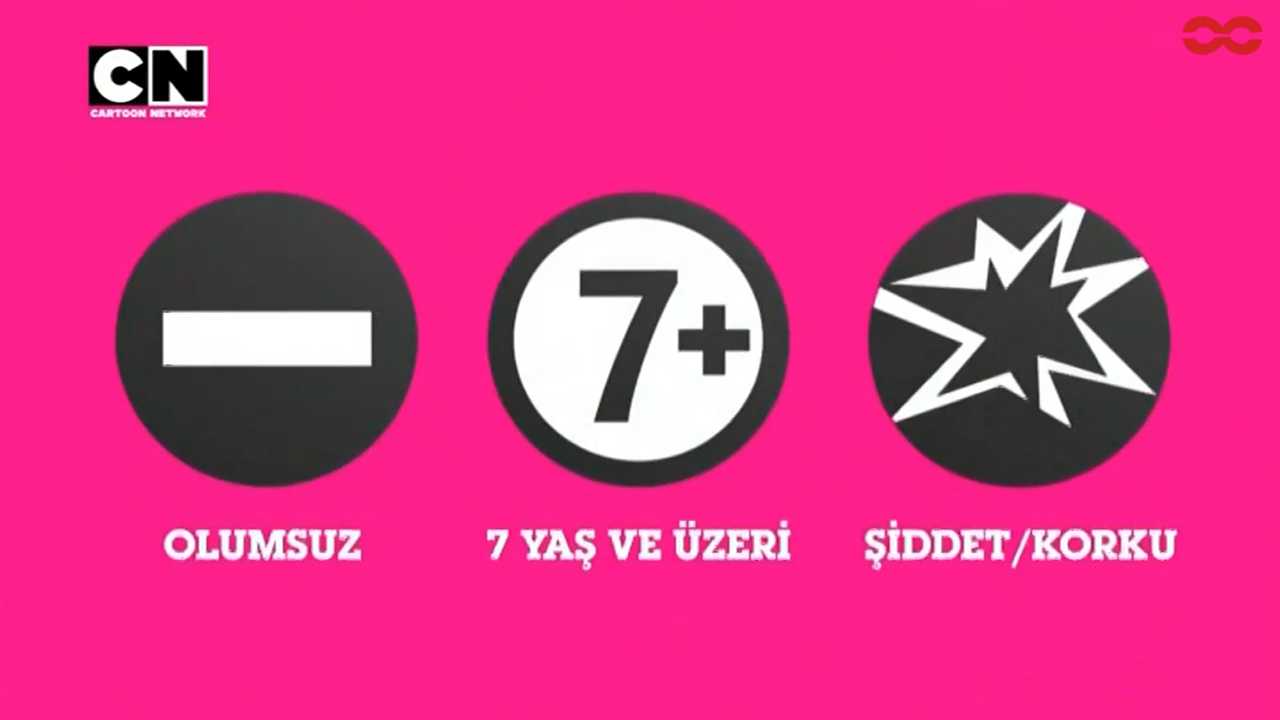 CN
CARTOON NETWORK
7+
OLUMSUZ
7 YAŞ VE ÜZERİ
ŞİDDET/KORKU